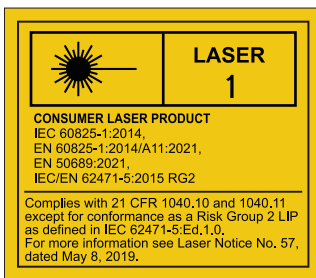 LASER
1
CONSUMER LASER PRODUCT
IEC 60825-1:2014,
EN 60825-1:2014/A11:2021,
EN 50689:2021,
IEC/EN 62471-5:2015 RG2
Complies with 21 CFR 1040.10 and 1040.11
except for conformance as a Risk Group 2 LIP
as defined in IEC 62471-5:Ed.1.0.
For more information see Laser Notice No. 57,
dated May 8, 2019.